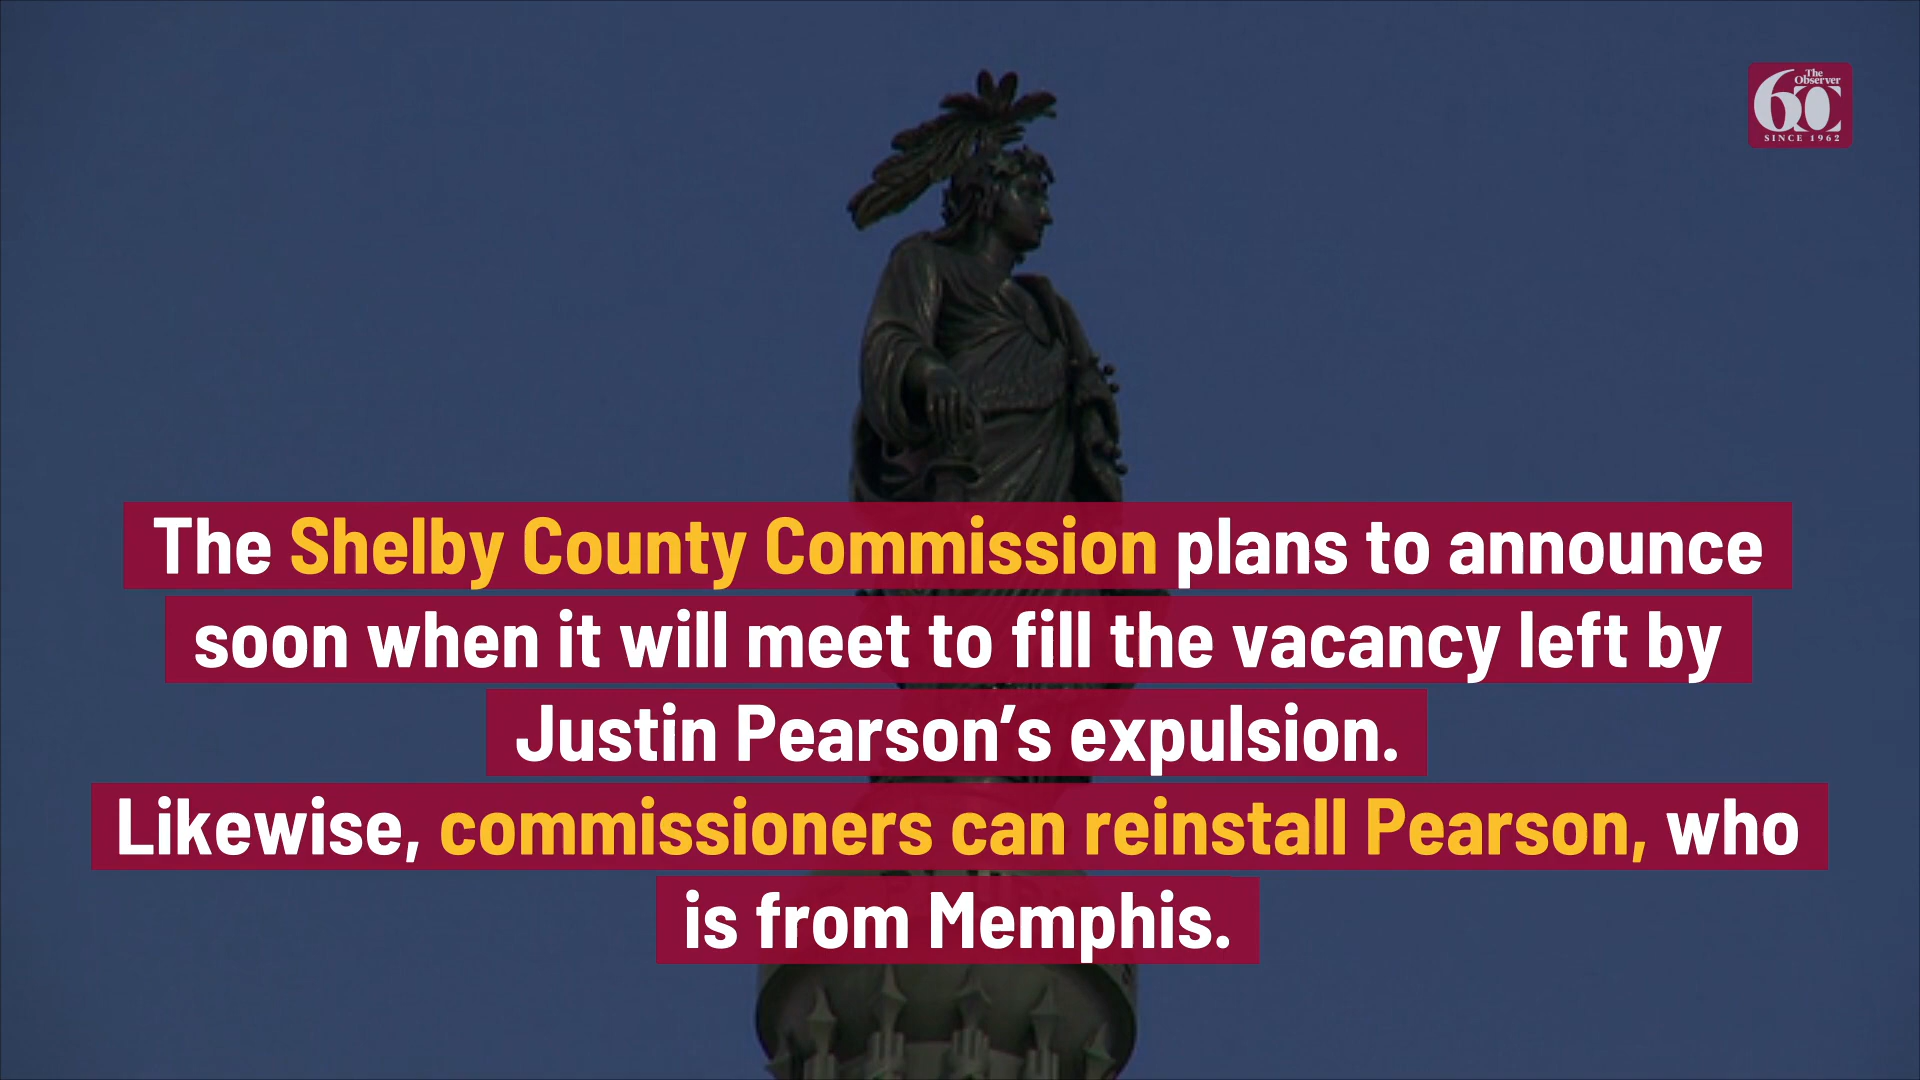 The
Observer
60
SINCE 1962
The Shelby County Commission plans to announce
soon when it will meet to fill the vacancy left by
Justin Pearson’s expulsion.
Likewise, commissioners can reinstall Pearson, who
is from Memphis.